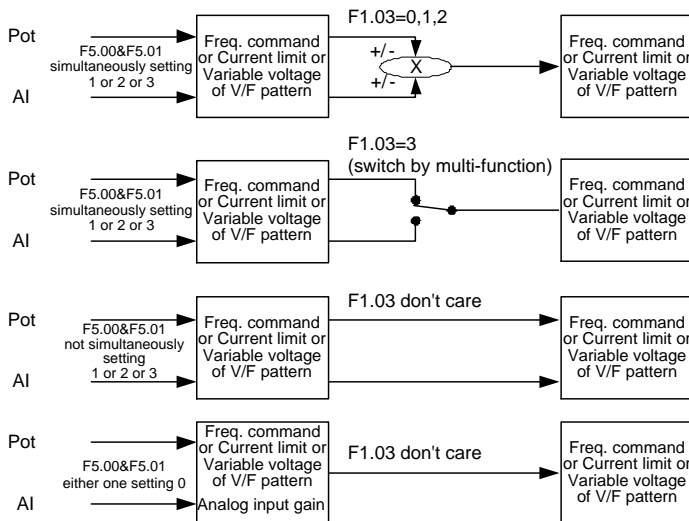 Pot
F5.00&F5.01
simultaneously setting
1 or 2 or 3
AI
Freq. command
or Current limit or
Variable voltage
of V/F pattern
F1.03=0,1,2
+/-
X
+/-
Freq. command
or Current limit or
Variable voltage
of V/F pattern
Pot
F5.00&F5.01
simultaneously setting
1 or 2 or 3
AI
Freq. command
or Current limit or
Variable voltage
of V/F pattern
F1.03=3
(switch by multi-function)
Freq. command
or Current limit or
Variable voltage
of V/F pattern
Pot
F5.00&F5.01
not simultaneously
setting
1 or 2 or 3
AI
Freq. command
or Current limit or
Variable voltage
of V/F pattern
F1.03 don't care
Freq. command
or Current limit or
Variable voltage
of V/F pattern
Pot
F5.00&F5.01
either one setting 0
AI
Freq. command
or Current limit or
Variable voltage
of V/F pattern
Analog input gain
F1.03 don't care
Freq. command
or Current limit or
Variable voltage
of V/F pattern